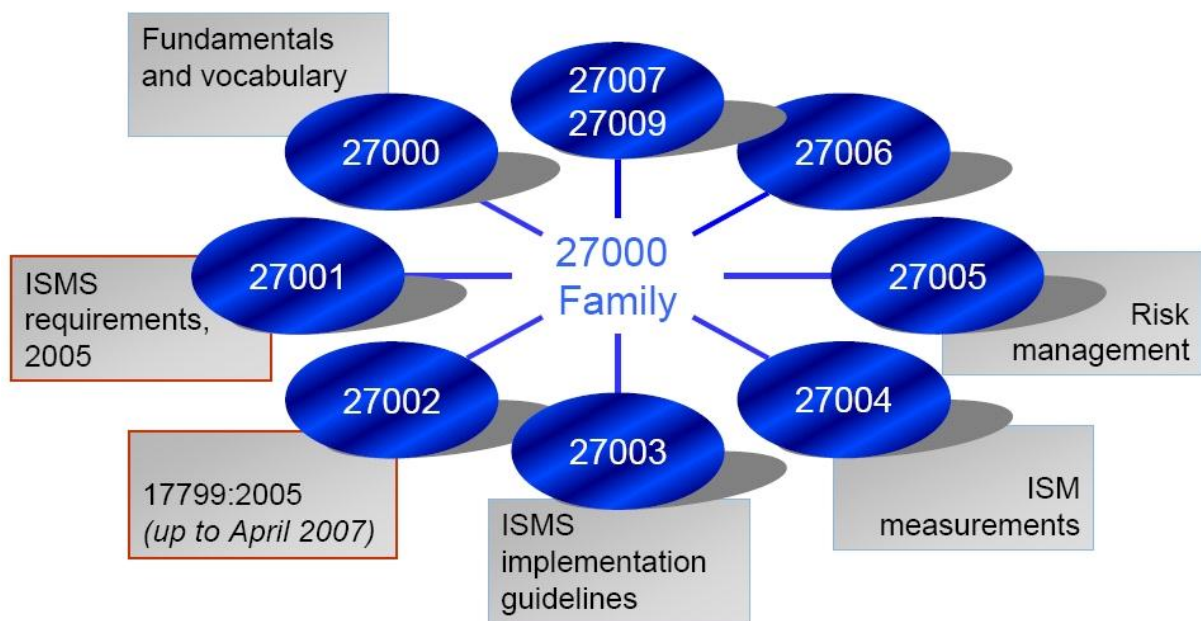 Fundamentals
and vocabulary
27007
27009
27000
27006
27001
27000
Family
27005
ISMS
requirements,
2005
Risk
management
27002
27004
27003
17799:2005
(up to April 2007)
ISM
measurements
ISMS
implementation
guidelines